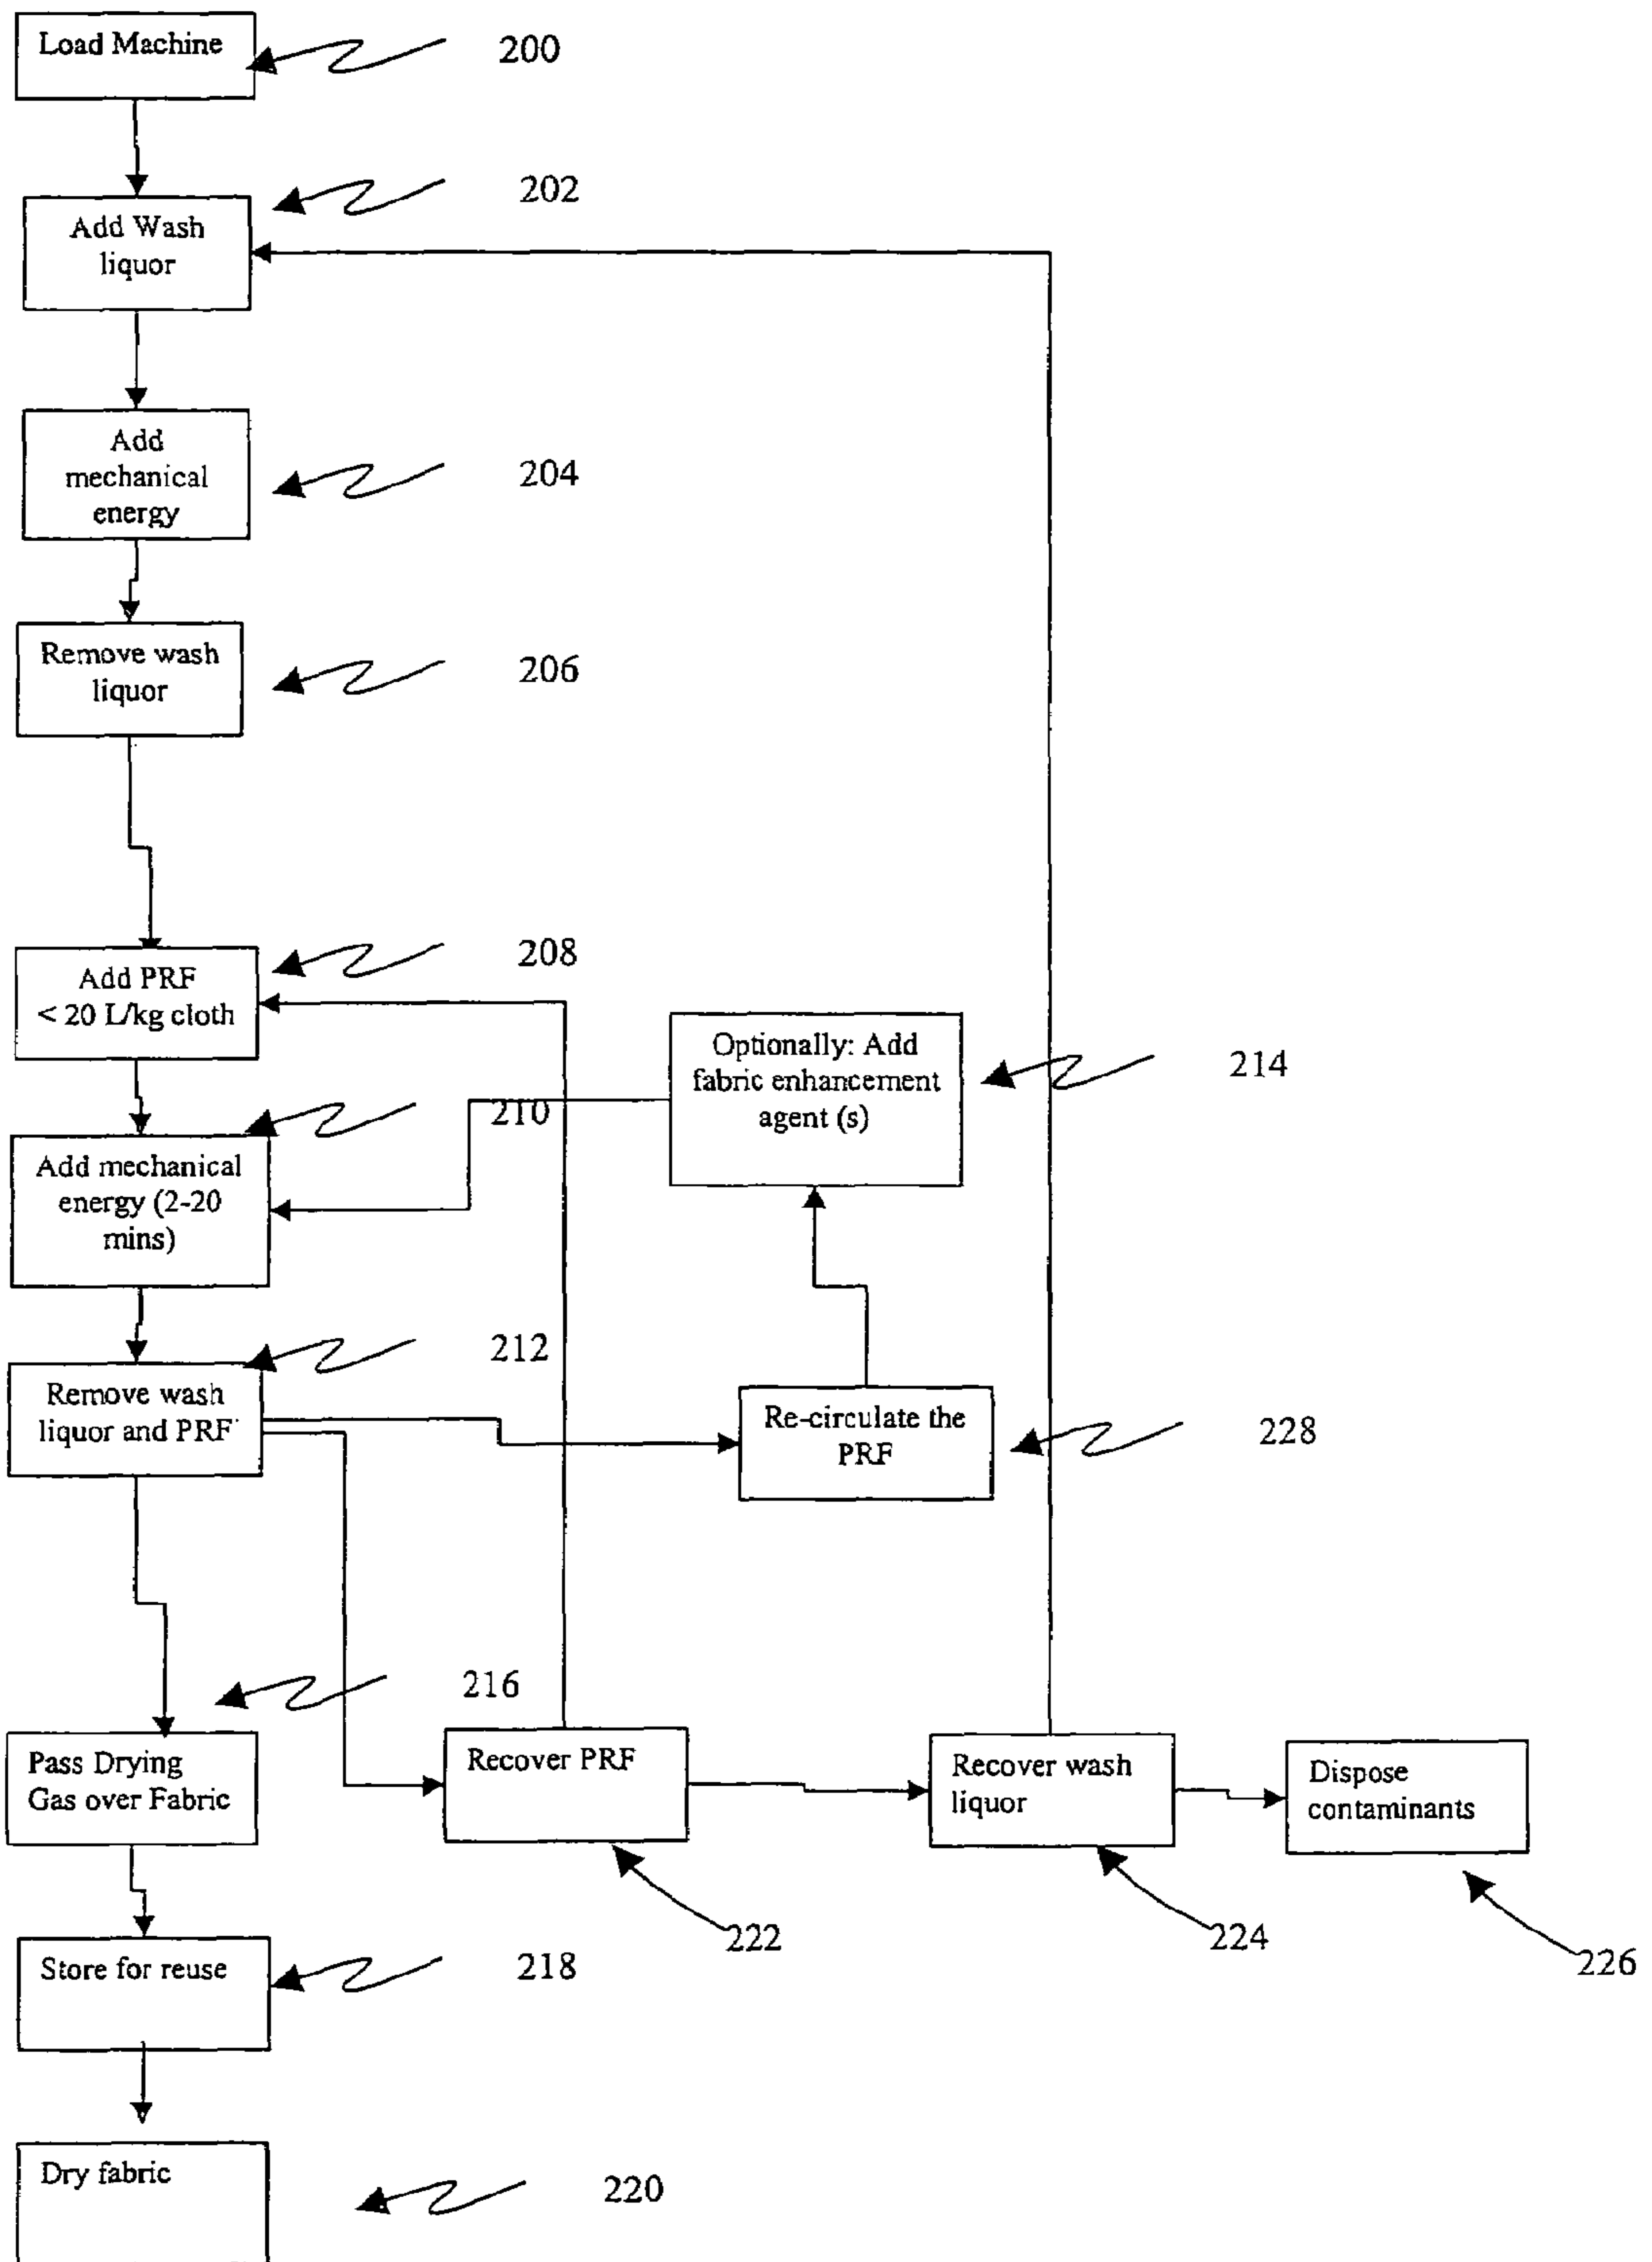 Load Machine
200
202
Add Wash
liquor
Add
mechanical
energy
204
Remove wash
liquor
206
208
Add PRF
< 20 L/kg cloth
Optionally: Add
fabric enhancement
agent (s)
214
210
Add mechanical
energy (2-20
mins)
212
Remove wash
liquor and PRF
Re-circulate the
PRF
228
216
Pass Drying
Gas over Fabric
Recover PRF
Recover wash
liquor
Dispose
contaminants
222
224
226
Store for reuse
218
Dry fabric
220